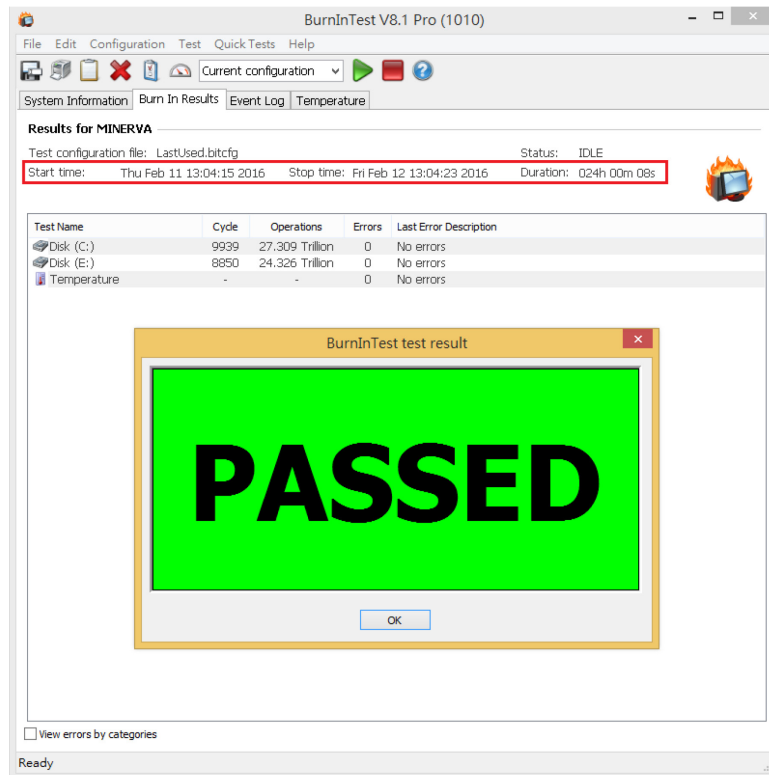 BurnInTest V8.1 Pro (1010)
File Edit Configuration Test Quick Tests Help
Current configuration
System Information Burn In Results Event Log Temperature
Results for MINERVA
Test configuration file: LastUsed.bitcfg Status: IDLE
Start time: Thu Feb 11 13:04:15 2016 Stop time: Fri Feb 12 13:04:23 2016 Duration: 024h 00m 08s
Test Name Cycle Operations Errors Last Error Description
Disk (C:) 9939 27.309 Trillion 0 No errors
Disk (E:) 8850 24.326 Trillion 0 No errors
Temperature - - 0 No errors
BurnInTest test result
PASSED
OK
View errors by categories
Ready